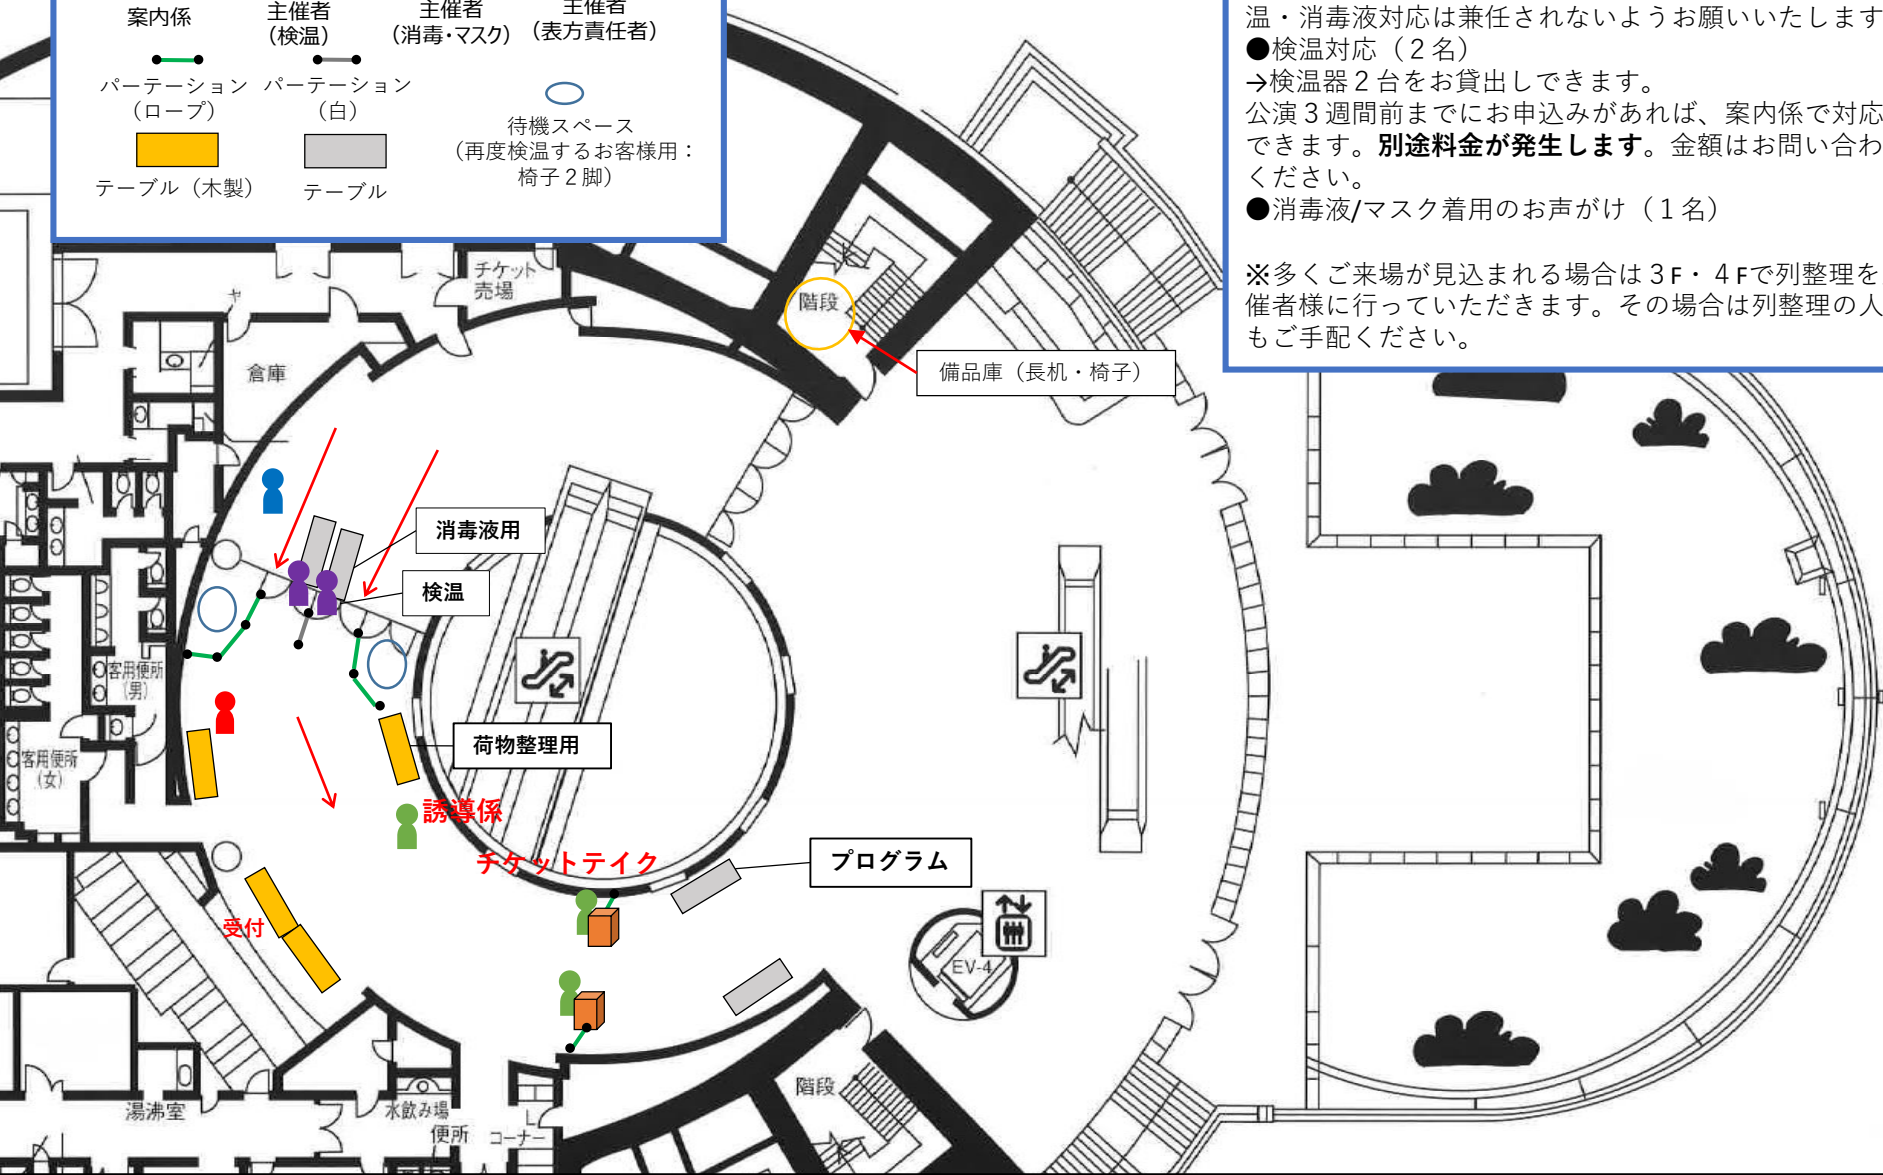 案内係
主催者
(検温)
主催者
(消毒・マスク)
主催者
(表方責任者)
パーテーション
(ロープ)
パーテーション
(白)
待機スペース
(再度検温するお客様用：
椅子２脚)
テーブル（木製）
テーブル
温・消毒液対応は兼任されないようお願いいたします
●検温対応（２名）
→検温器２台をお貸出しできます。
公演３週間前までにお申込みがあれば、案内係で対応
できます。別途料金が発生します。金額はお問い合わ
ください。
●消毒液/マスク着用のお声がけ（１名）
※多くご来場が見込まれる場合は３F・４Fで列整理を
催者様に行っていただきます。その場合は列整理の人
もご手配ください。
チケット
売場
階段
備品庫（長机・椅子）
倉庫
消毒液用
検温
客用便所
(男)
荷物整理用
客用便所
(女)
誘導係
チケットテイク
プログラム
受付
EV-4
階段
湯沸室
水飲み場
便所
コーナー